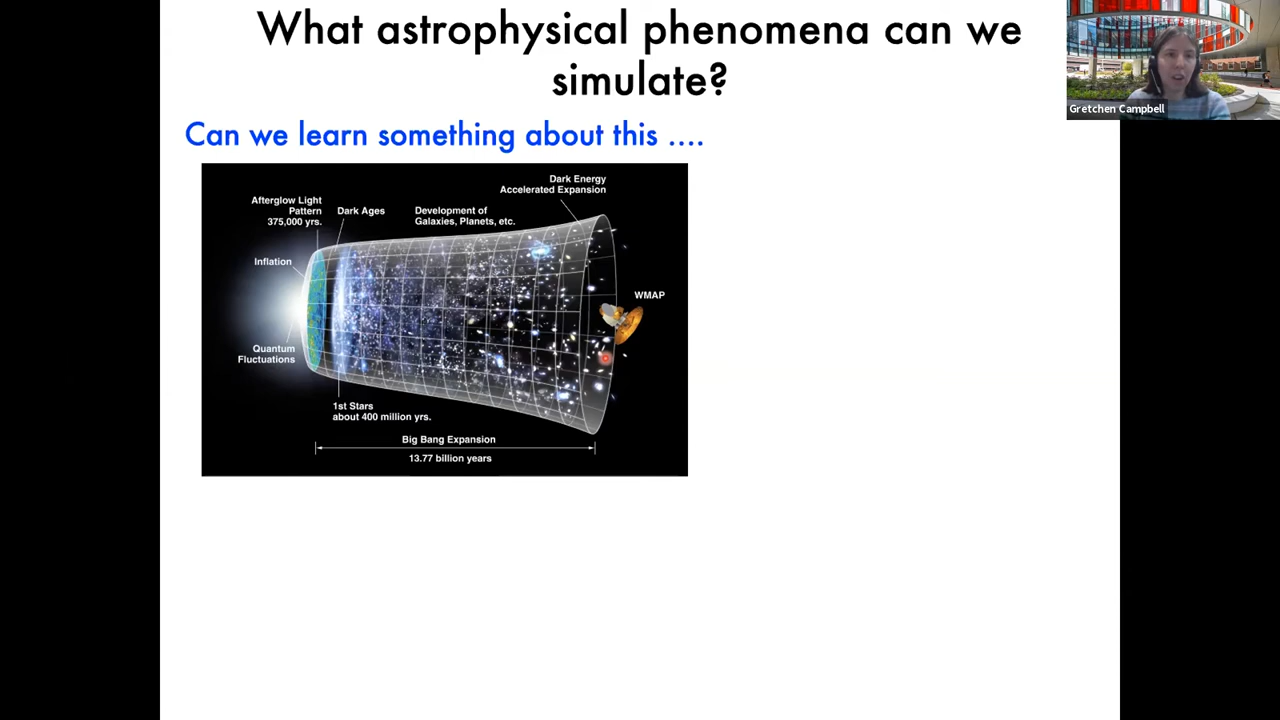 What astrophysical phenomena can we
simulate?
Gretchen Campbell
Can we learn something about this ....
Dark Energy
Accelerated Expansion
Afterglow Light
Pattern
375,000 yrs.
Dark Ages
Development of
Galaxies, Planets, etc.
Inflation
WMAP
Quantum
Fluctuations
1st Stars
about 400 million yrs.
Big Bang Expansion
13.77 billion years